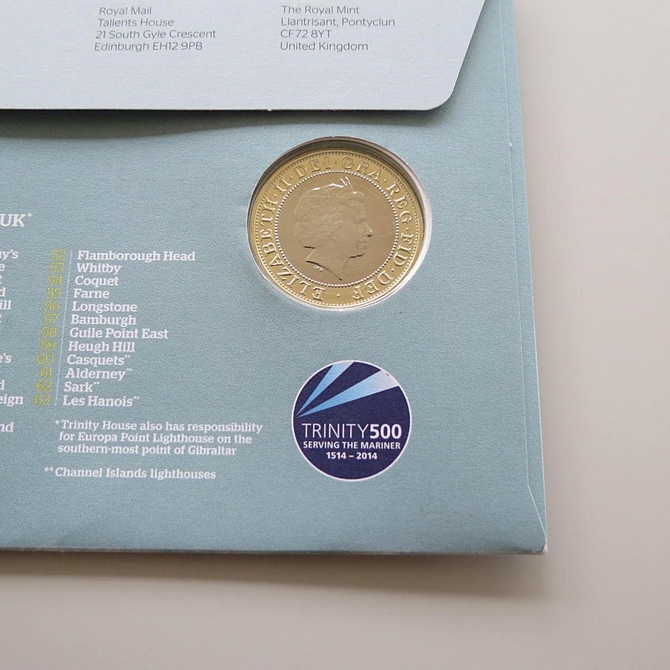 Royal Mail
Tallents House
21 South Gyle Crescent
Edinburgh EH12 9PB
The Royal Mint
Llantrisant, Pontyclun
CF72 8YT
United Kingdom
ELIZABETH·II·DEI·GRA·REG·FID·DEF
UK*
Flamborough Head
Whitby
Coquet
Farne
Longstone
Bamburgh
Guile Point East
Heugh Hill
Casquets**
Alderney**
Sark**
Les Hanois**
*Trinity House also has responsibility
for Europa Point Lighthouse on the
southern-most point of Gibraltar
**Channel Islands lighthouses
TRINITY500
SERVING THE MARINER
1514 – 2014